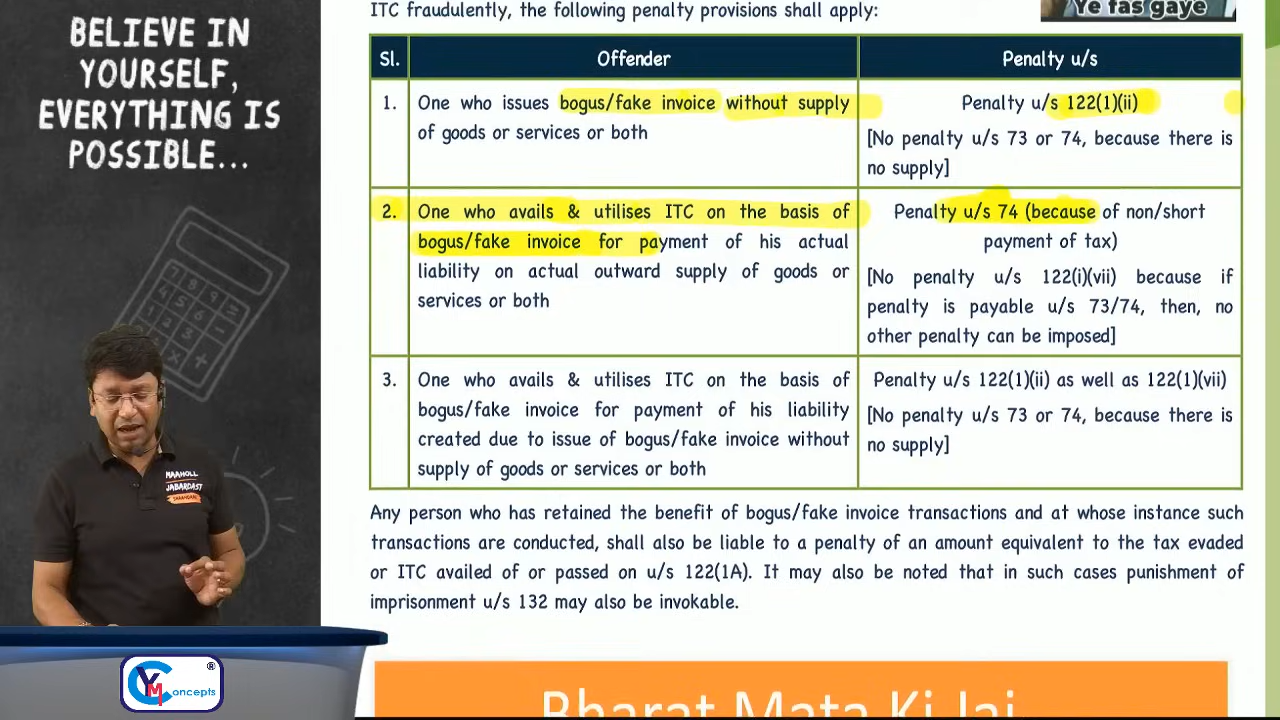 BELIEVE IN
YOURSELF,
EVERYTHING IS
POSSIBLE...
ITC fraudulently, the following penalty provisions shall apply:
Ye fas gaye
Sl. Offender Penalty u/s
1. One who issues bogus/fake invoice without supply
of goods or services or both
Penalty u/s 122(1)(ii)
[No penalty u/s 73 or 74, because there is
no supply]
2. One who avails & utilises ITC on the basis of
bogus/fake invoice for payment of his actual
liability on actual outward supply of goods or
services or both
Penalty u/s 74 (because of non/short
payment of tax)
[No penalty u/s 122(i)(vii) because if
penalty is payable u/s 73/74, then, no
other penalty can be imposed]
3. One who avails & utilises ITC on the basis of
bogus/fake invoice for payment of his liability
created due to issue of bogus/fake invoice without
supply of goods or services or both
Penalty u/s 122(1)(ii) as well as 122(1)(vii)
[No penalty u/s 73 or 74, because there is
no supply]
Any person who has retained the benefit of bogus/fake invoice transactions and at whose instance such
transactions are conducted, shall also be liable to a penalty of an amount equivalent to the tax evaded
or ITC availed of or passed on u/s 122(1A). It may also be noted that in such cases punishment of
imprisonment u/s 132 may also be invokable.
MAAHOLL
JABARDAST
YM Concepts ®
Bharat Mata Ki Jai